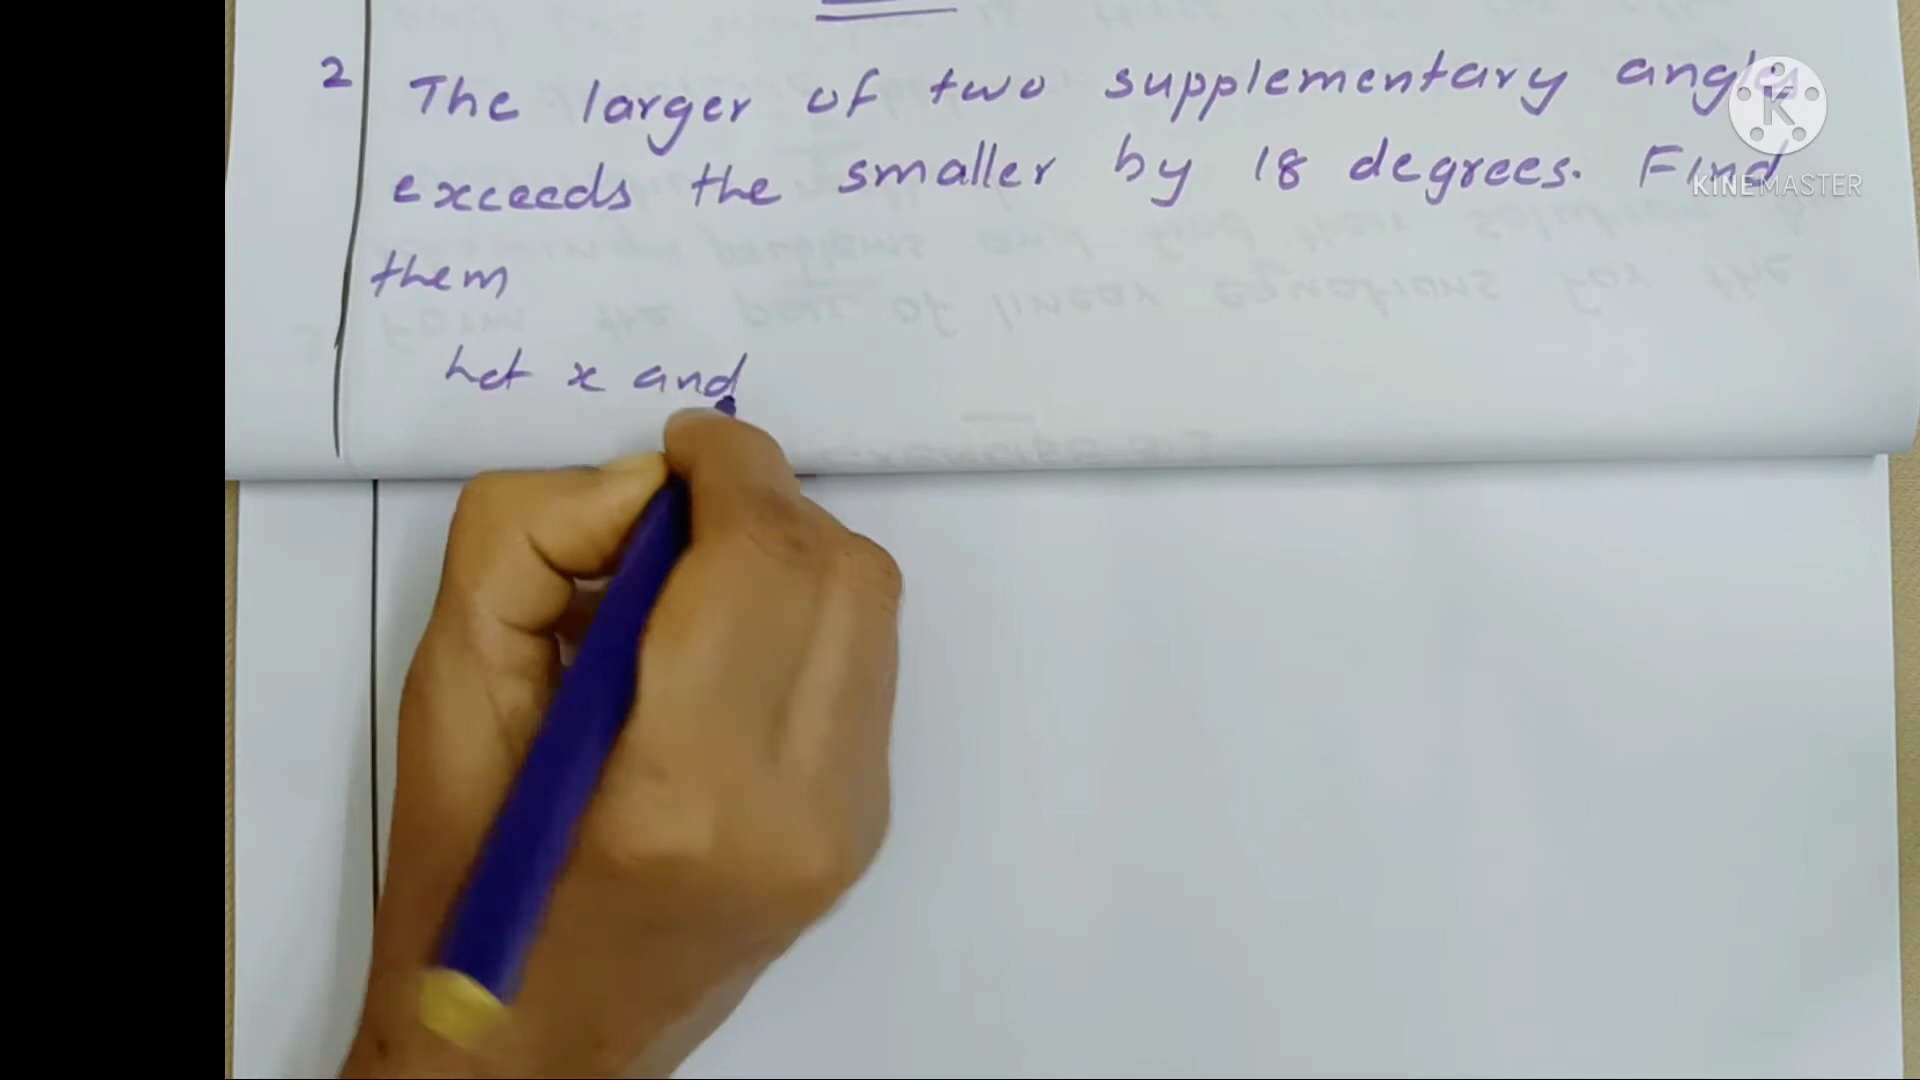 2 The larger of two supplementary angles
exceeds the smaller by 18 degrees. Find
them
Let x and
K
KINEMASTER